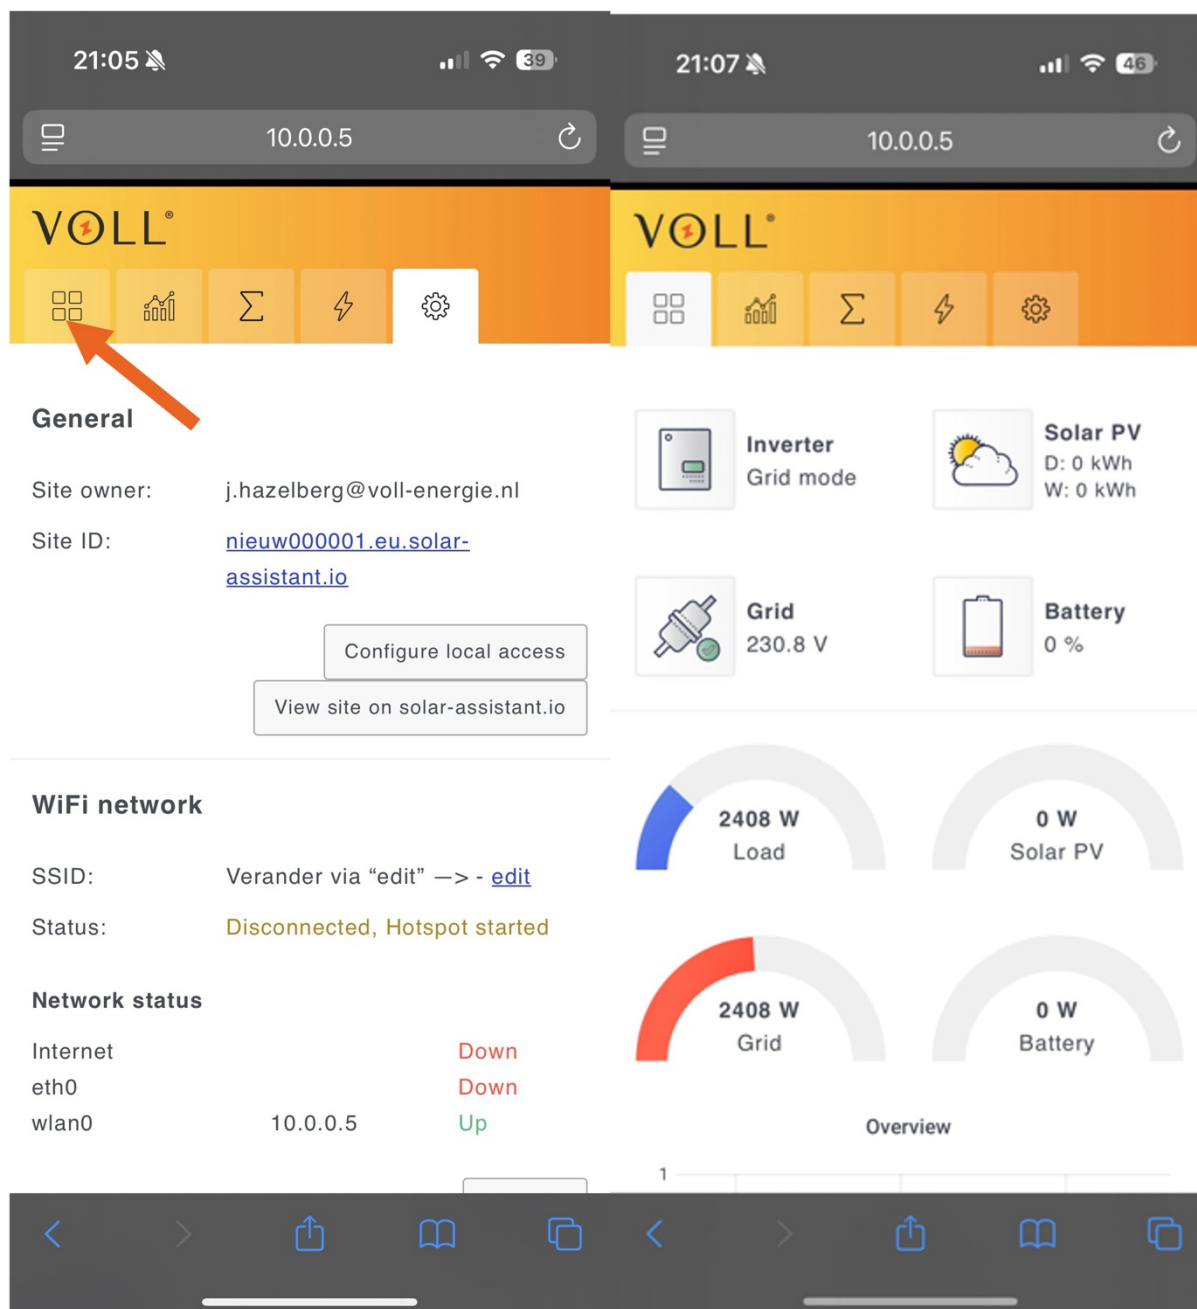 21:05
39
10.0.0.5
VOLL®
General
Site owner: j.hazelberg@voll-energie.nl
Site ID: nieuw000001.eu.solar-
assistant.io
Configure local access
View site on solar-assistant.io
WiFi network
SSID: Verander via “edit” —> - edit
Status: Disconnected, Hotspot started
Network status
Internet Down
eth0 Down
wlan0 10.0.0.5 Up
21:07
46
10.0.0.5
VOLL®
Inverter
Grid mode
Solar PV
D: 0 kWh
W: 0 kWh
Grid
230.8 V
Battery
0 %
2408 W
Load
0 W
Solar PV
2408 W
Grid
0 W
Battery
Overview
1